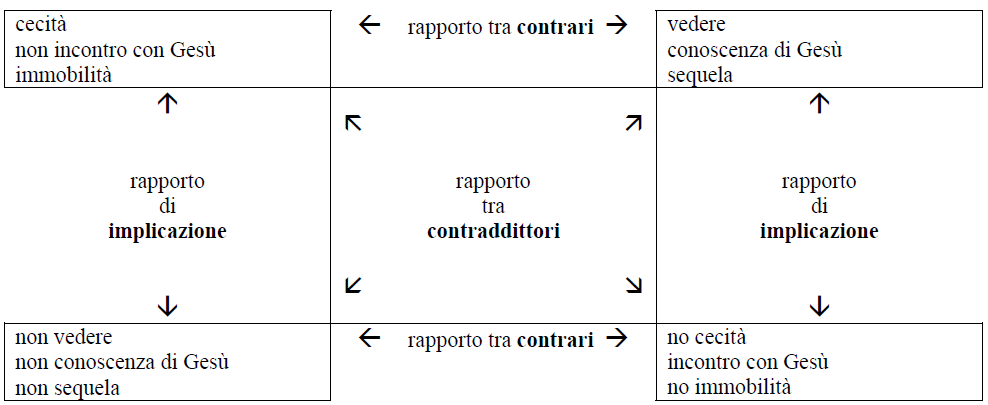 cecità
non incontro con Gesù
immobilità
← rapporto tra contrari →
vedere
conoscenza di Gesù
sequela
↑
↖ ↗
↑
rapporto
di
implicazione
rapporto
tra
contraddittori
rapporto
di
implicazione
↓
↙ ↘
↓
non vedere
non conoscenza di Gesù
non sequela
← rapporto tra contrari →
no cecità
incontro con Gesù
no immobilità